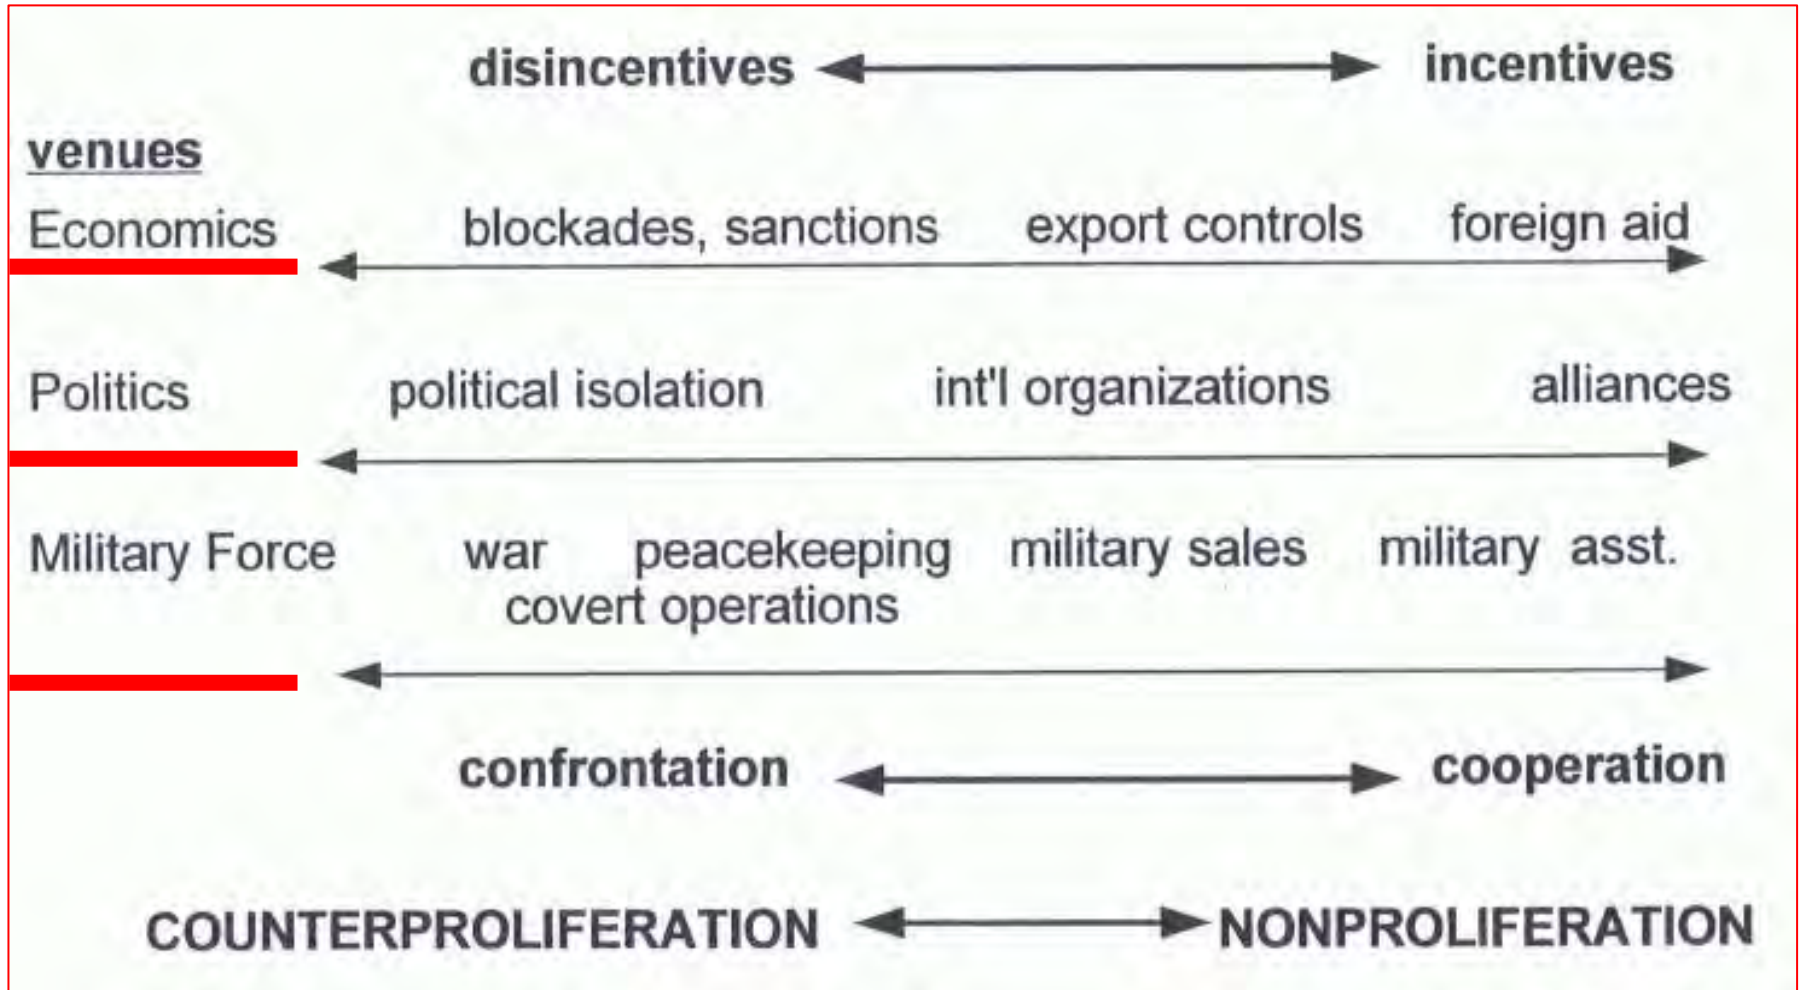 disincentives incentives
venues
Economics blockades, sanctions export controls foreign aid
Politics political isolation int'l organizations alliances
Military Force war peacekeeping military sales military asst.
covert operations
confrontation cooperation
COUNTERPROLIFERATION NONPROLIFERATION